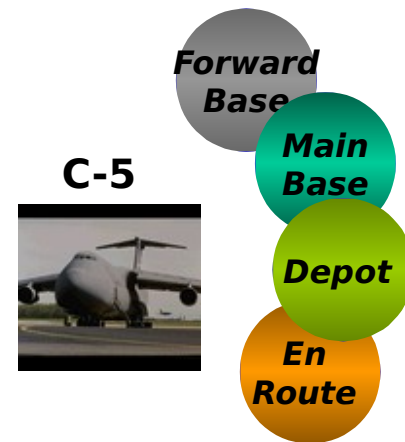 Forward
Base
Main
Base
C-5
Depot
En
Route